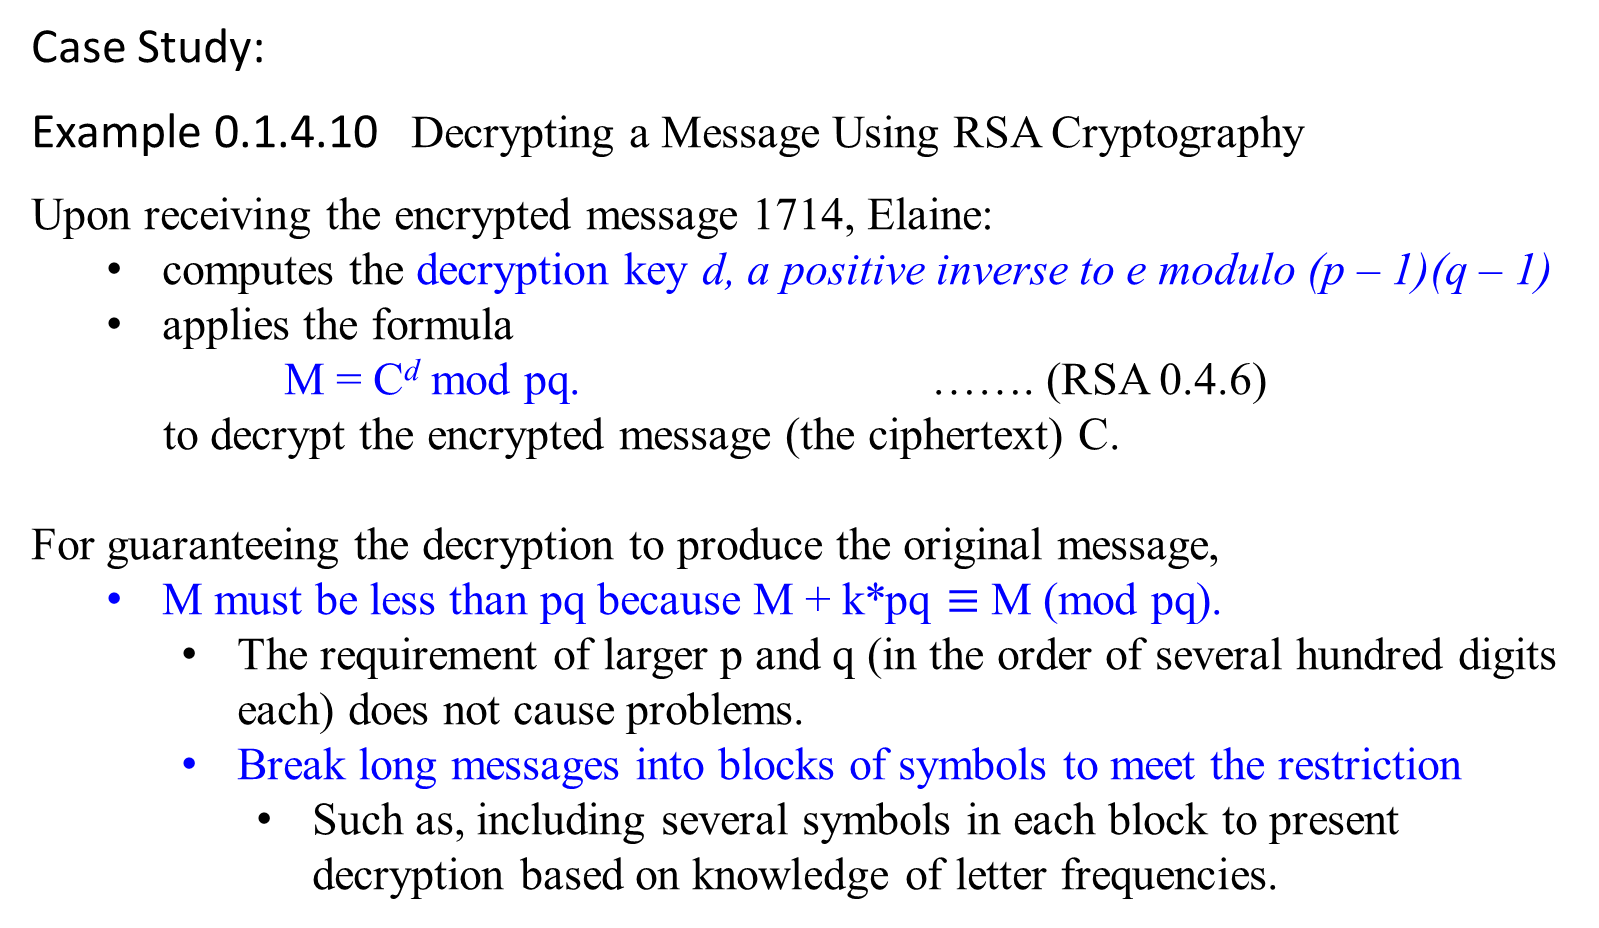 Case Study:
Example 0.1.4.10 Decrypting a Message Using RSA Cryptography
Upon receiving the encrypted message 1714, Elaine:
• computes the decryption key d, a positive inverse to e modulo (p – 1)(q – 1)
• applies the formula
M = Cᵈ mod pq. ……. (RSA 0.4.6)
to decrypt the encrypted message (the ciphertext) C.
For guaranteeing the decryption to produce the original message,
• M must be less than pq because M + k*pq ≡ M (mod pq).
• The requirement of larger p and q (in the order of several hundred digits
each) does not cause problems.
• Break long messages into blocks of symbols to meet the restriction
• Such as, including several symbols in each block to present
decryption based on knowledge of letter frequencies.